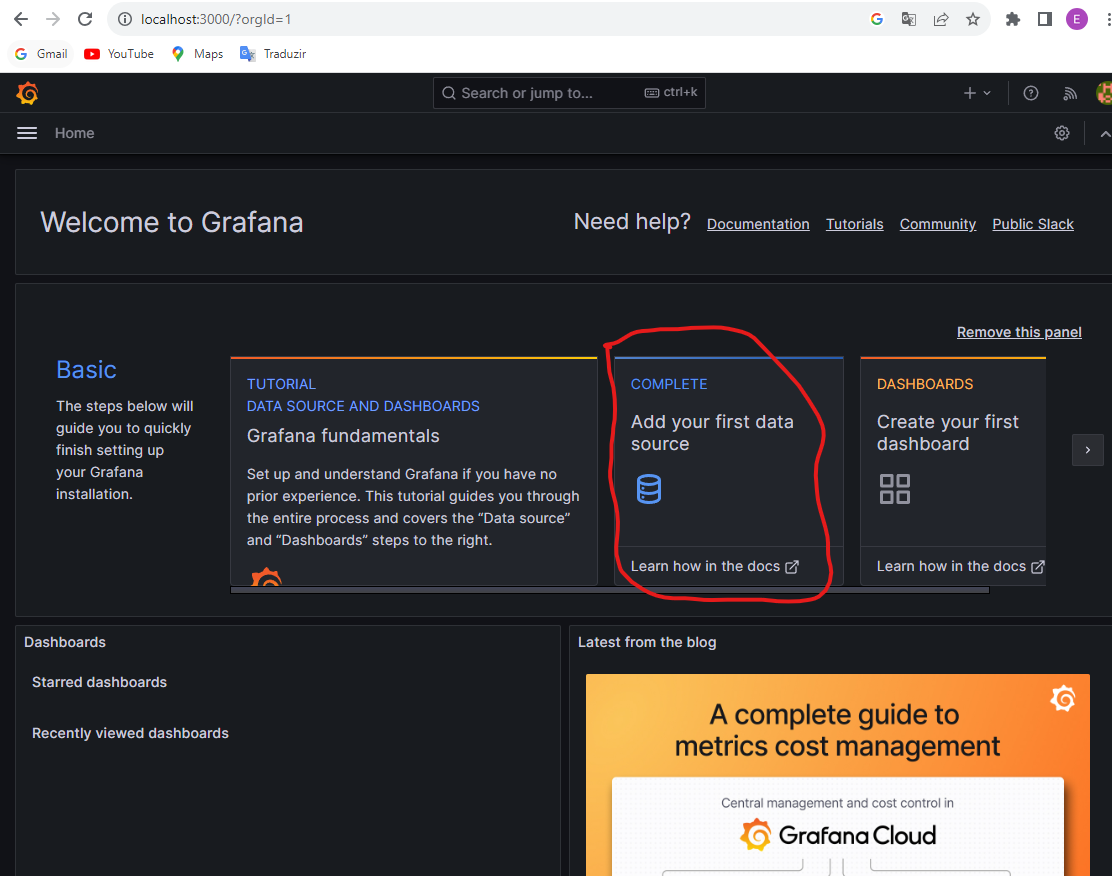 localhost:3000/?orgId=1
E
Gmail
YouTube
Maps
Traduzir
Search or jump to...
ctrl+k
Home
Welcome to Grafana
Need help?
Documentation
Tutorials
Community
Public Slack
Remove this panel
Basic
The steps below will
guide you to quickly
finish setting up
your Grafana
installation.
TUTORIAL
DATA SOURCE AND DASHBOARDS
Grafana fundamentals
Set up and understand Grafana if you have no
prior experience. This tutorial guides you through
the entire process and covers the “Data source”
and “Dashboards” steps to the right.
COMPLETE
Add your first data
source
Learn how in the docs
DASHBOARDS
Create your first
dashboard
Learn how in the docs
Dashboards
Starred dashboards
Recently viewed dashboards
Latest from the blog
A complete guide to
metrics cost management
Central management and cost control in
Grafana Cloud